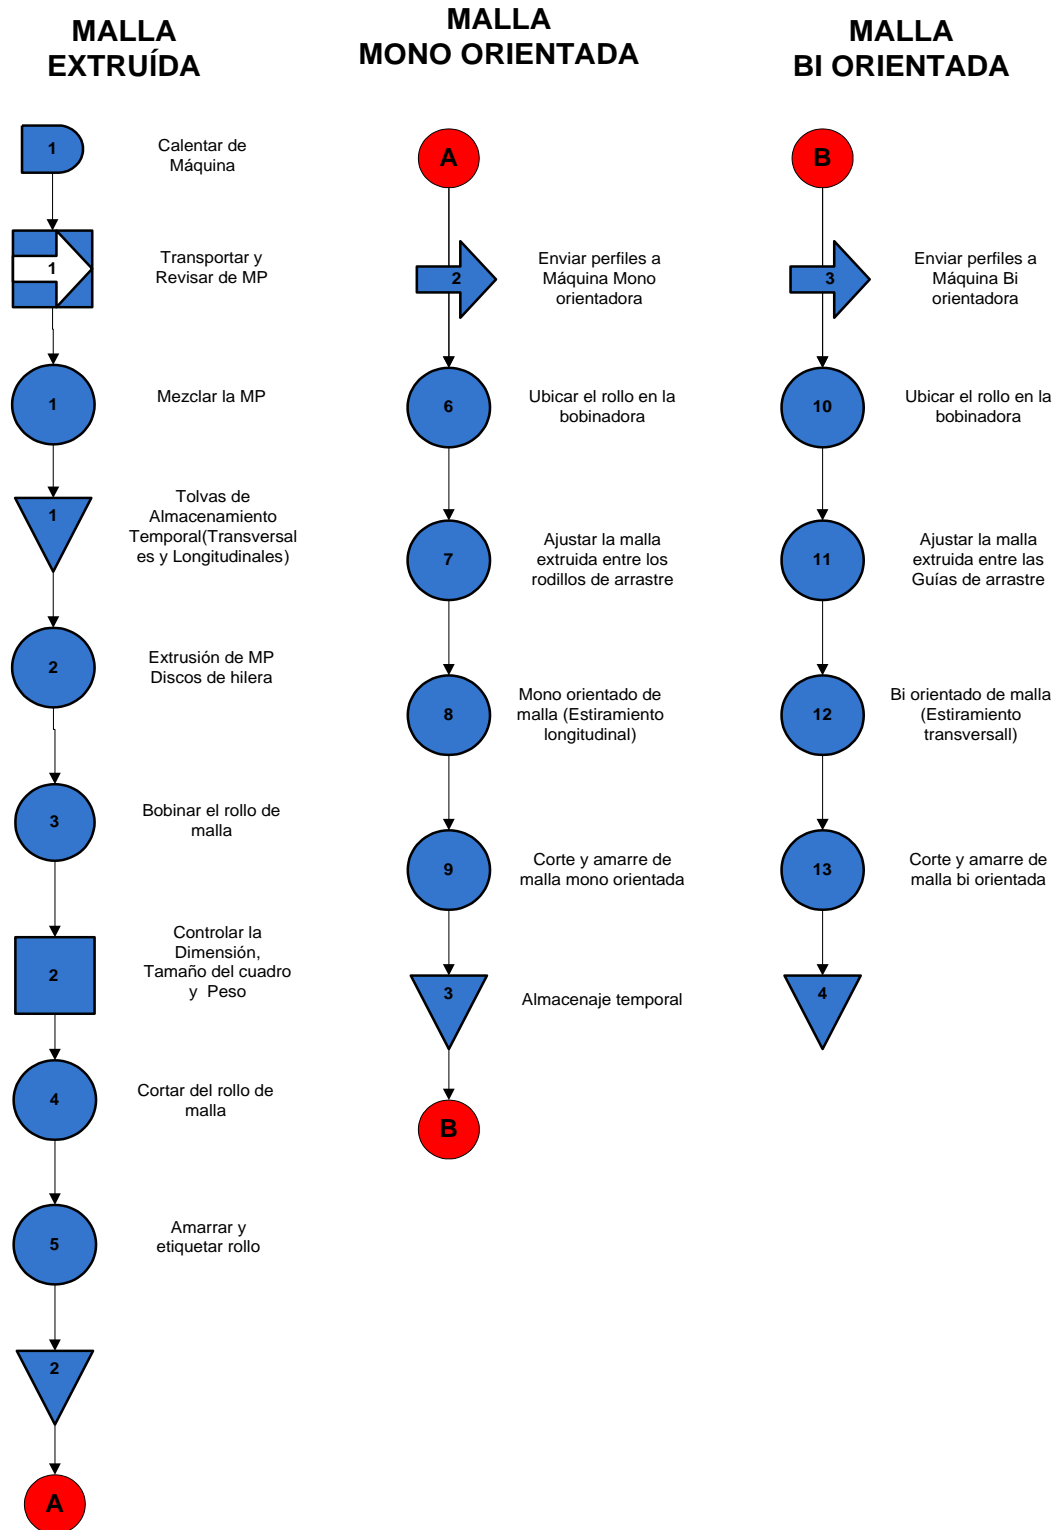 MALLA
EXTRUÍDA
1
Calentar de
Máquina
1
Transportar y
Revisar de MP
1
Mezclar la MP
1
Tolvas de
Almacenamiento
Temporal(Transversal
es y Longitudinales)
2
Extrusión de MP
Discos de hilera
3
Bobinar el rollo de
malla
2
Controlar la
Dimensión,
Tamaño del cuadro
y  Peso
4
Cortar del rollo de
malla
5
Amarrar y
etiquetar rollo
2
A
MALLA
MONO ORIENTADA
A
2
Enviar perfiles a
Máquina Mono
orientadora
6
Ubicar el rollo en la
bobinadora
7
Ajustar la malla
extruida entre los
rodillos de arrastre
8
Mono orientado de
malla (Estiramiento
longitudinal)
9
Corte y amarre de
malla mono orientada
3
Almacenaje temporal
B
MALLA
BI ORIENTADA
B
3
Enviar perfiles a
Máquina Bi
orientadora
10
Ubicar el rollo en la
bobinadora
11
Ajustar la malla
extruida entre las
Guías de arrastre
12
Bi orientado de malla
(Estiramiento
transversall)
13
Corte y amarre de
malla bi orientada
4